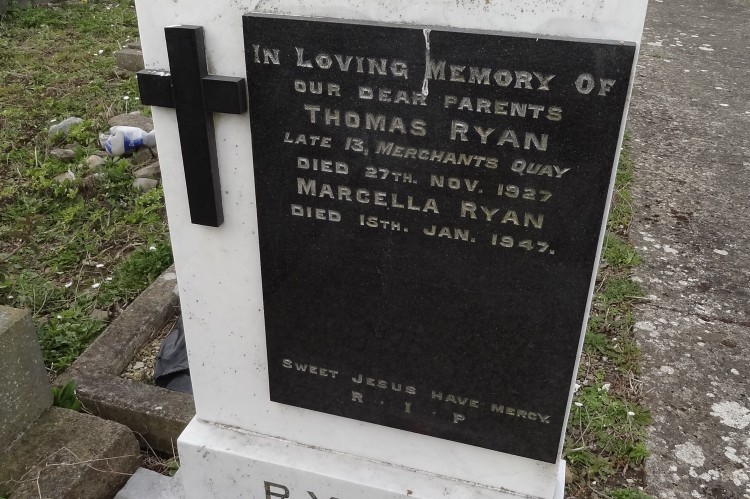 In Loving Memory Of
OUR DEAR PARENTS
THOMAS RYAN
LATE 13, MERCHANTS QUAY
DIED 27TH. NOV. 1927
MARCELLA RYAN
DIED 15TH. JAN. 1947.
SWEET JESUS HAVE MERCY.
R . I . P